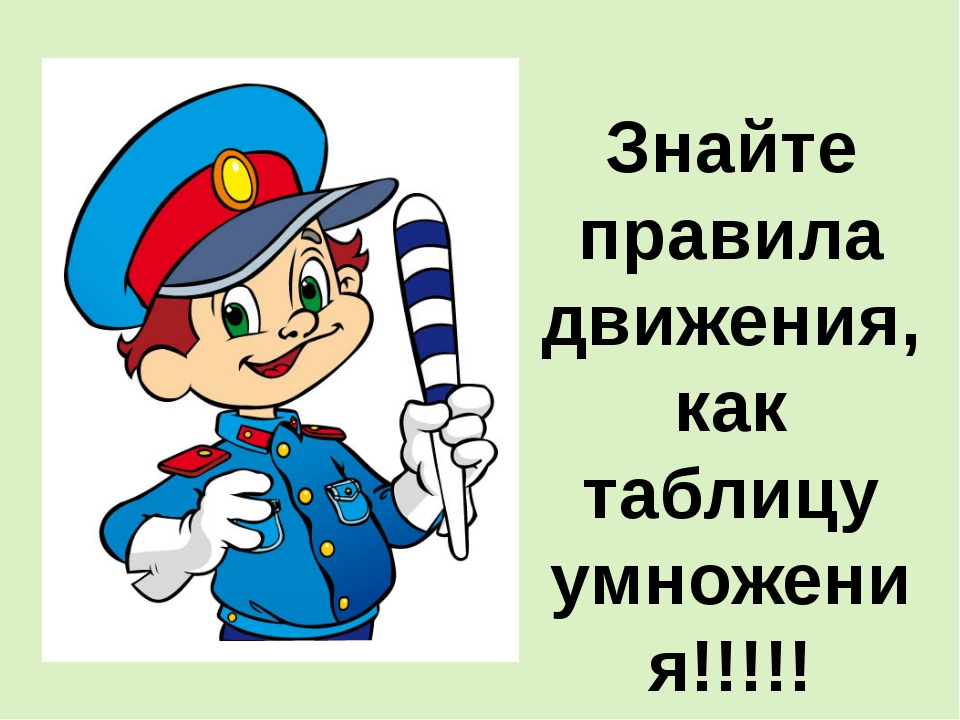 Знайте
правила
движения,
как
таблицу
умножени
я!!!!!